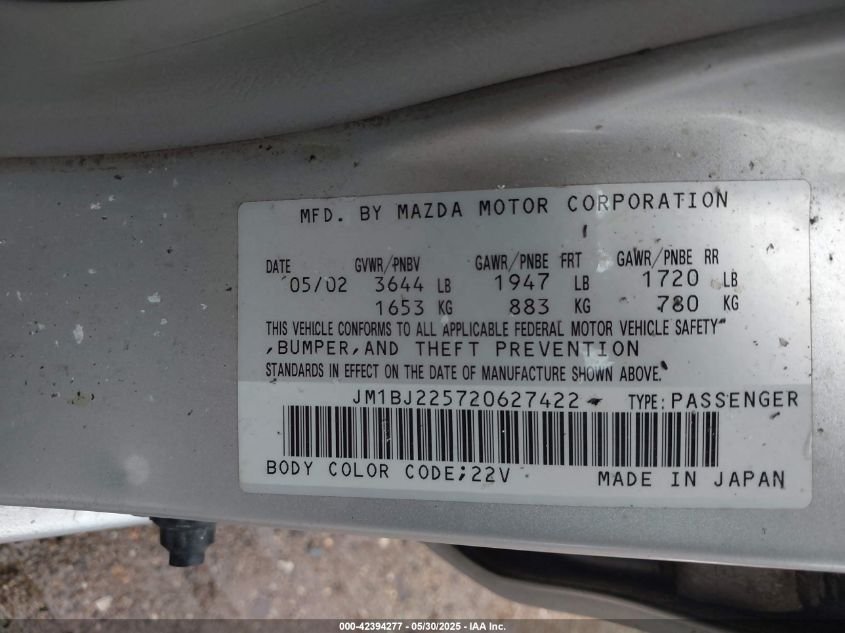 MFD. BY MAZDA MOTOR CORPORATION
DATE GVWR/PNBV GAWR/PNBE FRT GAWR/PNBE RR
05/02 3644 LB 1947 LB 1720 LB
1653 KG 883 KG 780 KG
THIS VEHICLE CONFORMS TO ALL APPLICABLE FEDERAL MOTOR VEHICLE SAFETY
,BUMPER,AND THEFT PREVENTION
STANDARDS IN EFFECT ON THE DATE OF MANUFACTURE SHOWN ABOVE.
JM1BJ225720627422 TYPE:PASSENGER
BODY COLOR CODE;22V MADE IN JAPAN
000-42394277 - 05/30/2025 - IAA Inc.